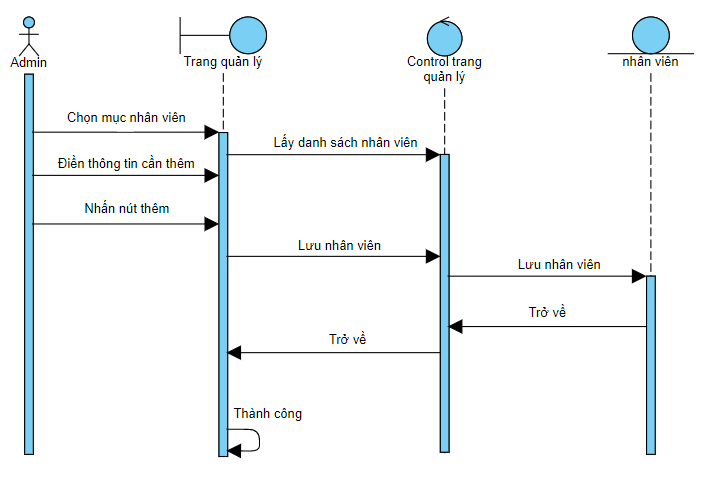 Admin
Trang quản lý
Control trang
quản lý
nhân viên
Chọn mục nhân viên
Lấy danh sách nhân viên
Điền thông tin cần thêm
Nhấn nút thêm
Lưu nhân viên
Lưu nhân viên
Trở về
Trở về
Thành công